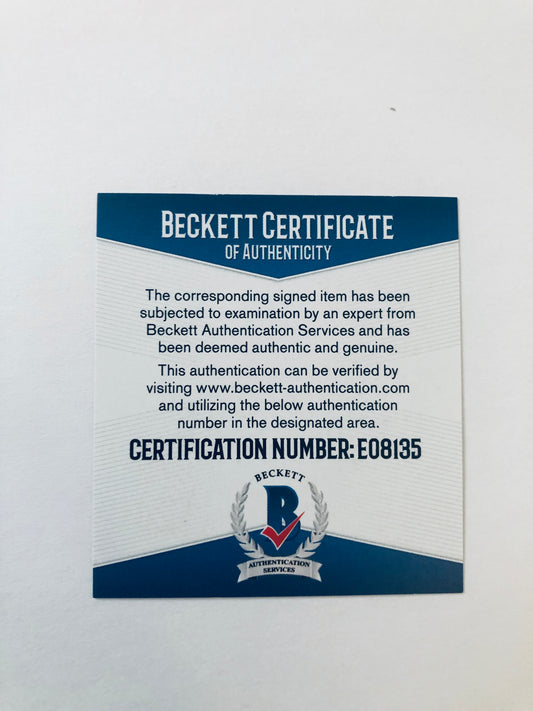 BECKETT CERTIFICATE
OF AUTHENTICITY
The corresponding signed item has been
subjected to examination by an expert from
Beckett Authentication Services and has
been deemed authentic and genuine.
This authentication can be verified by
visiting www.beckett-authentication.com
and utilizing the below authentication
number in the designated area.
CERTIFICATION NUMBER: E08135
BECKETT
B
AUTHENTICATION
SERVICES